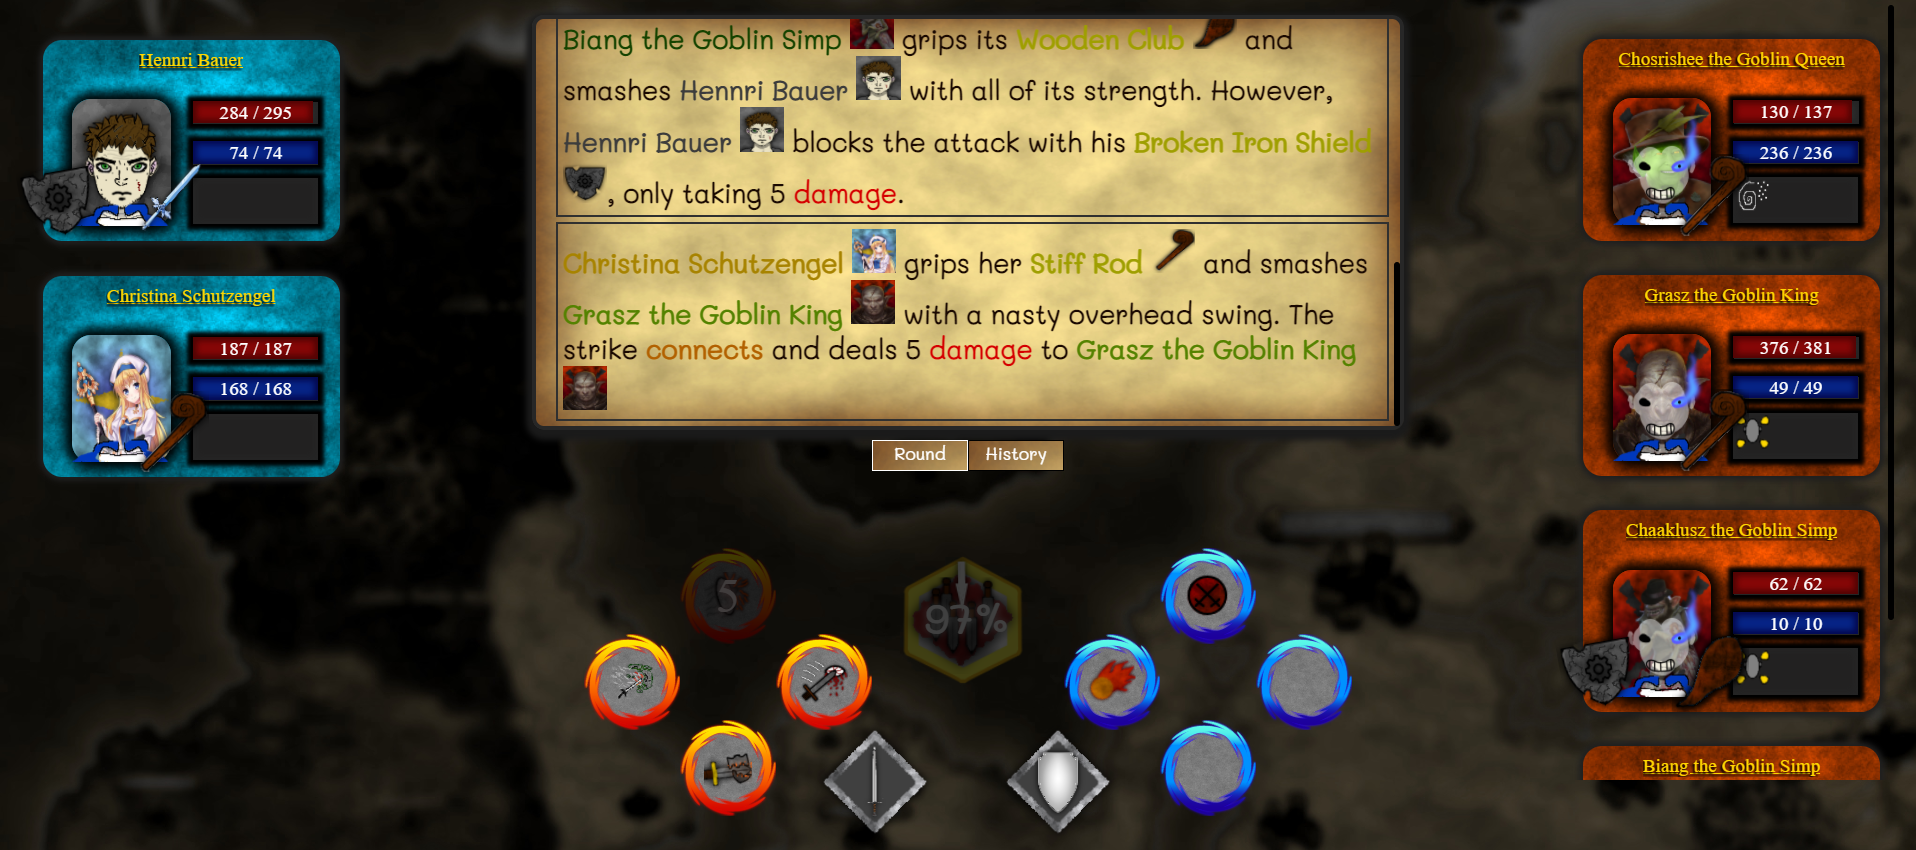 Hennri Bauer
284 / 295
74 / 74
Christina Schutzengel
187 / 187
168 / 168
Biang the Goblin Simp grips its Wooden Club and
smashes Hennri Bauer with all of its strength. However,
Hennri Bauer blocks the attack with his Broken Iron Shield
, only taking 5 damage.
Christina Schutzengel grips her Stiff Rod and smashes
Grasz the Goblin King with a nasty overhead swing. The
strike connects and deals 5 damage to Grasz the Goblin King
Round History
5
97%
Chosrishee the Goblin Queen
130 / 137
236 / 236
Grasz the Goblin King
376 / 381
49 / 49
Chaaklusz the Goblin Simp
62 / 62
10 / 10
Biang the Goblin Simp